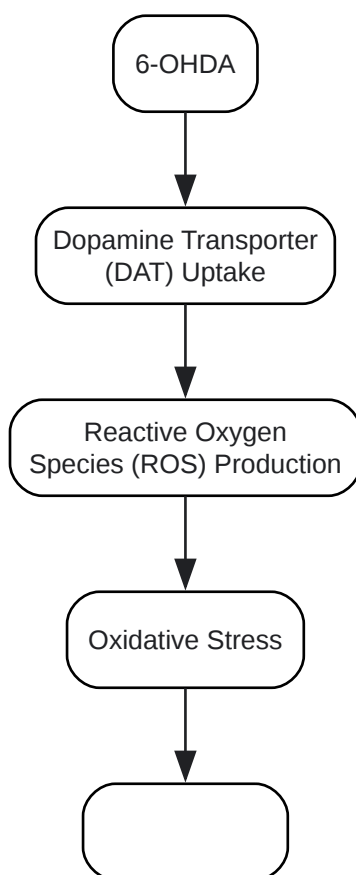 6-OHDA
Dopamine Transporter
(DAT) Uptake
Reactive Oxygen
Species (ROS) Production
Oxidative Stress